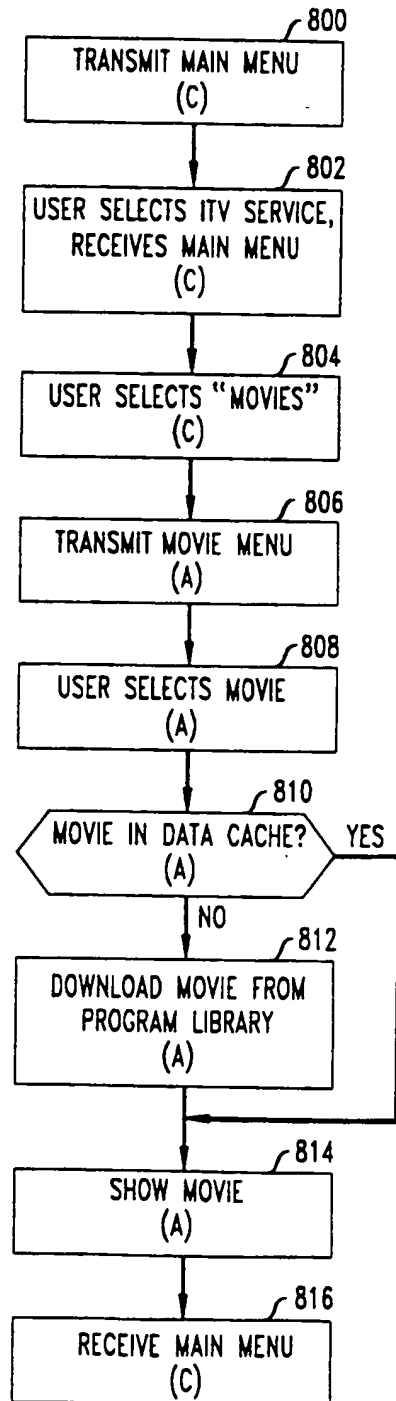 800
TRANSMIT MAIN MENU
(C)
802
USER SELECTS ITV SERVICE,
RECEIVES MAIN MENU
(C)
804
USER SELECTS “MOVIES”
(C)
806
TRANSMIT MOVIE MENU
(A)
808
USER SELECTS MOVIE
(A)
810
MOVIE IN DATA CACHE?
(A)
YES
NO
812
DOWNLOAD MOVIE FROM
PROGRAM LIBRARY
(A)
814
SHOW MOVIE
(A)
816
RECEIVE MAIN MENU
(C)